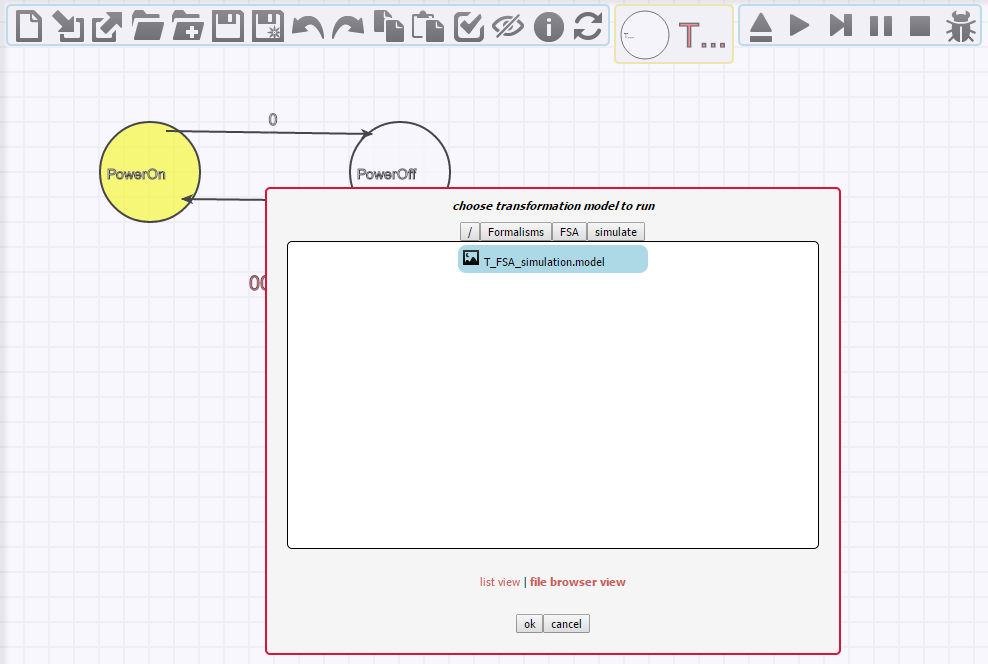 T...
T...
0
PowerOn
PowerOff
choose transformation model to run
/ Formalisms FSA simulate
T_FSA_simulation.model
list view | file browser view
ok cancel